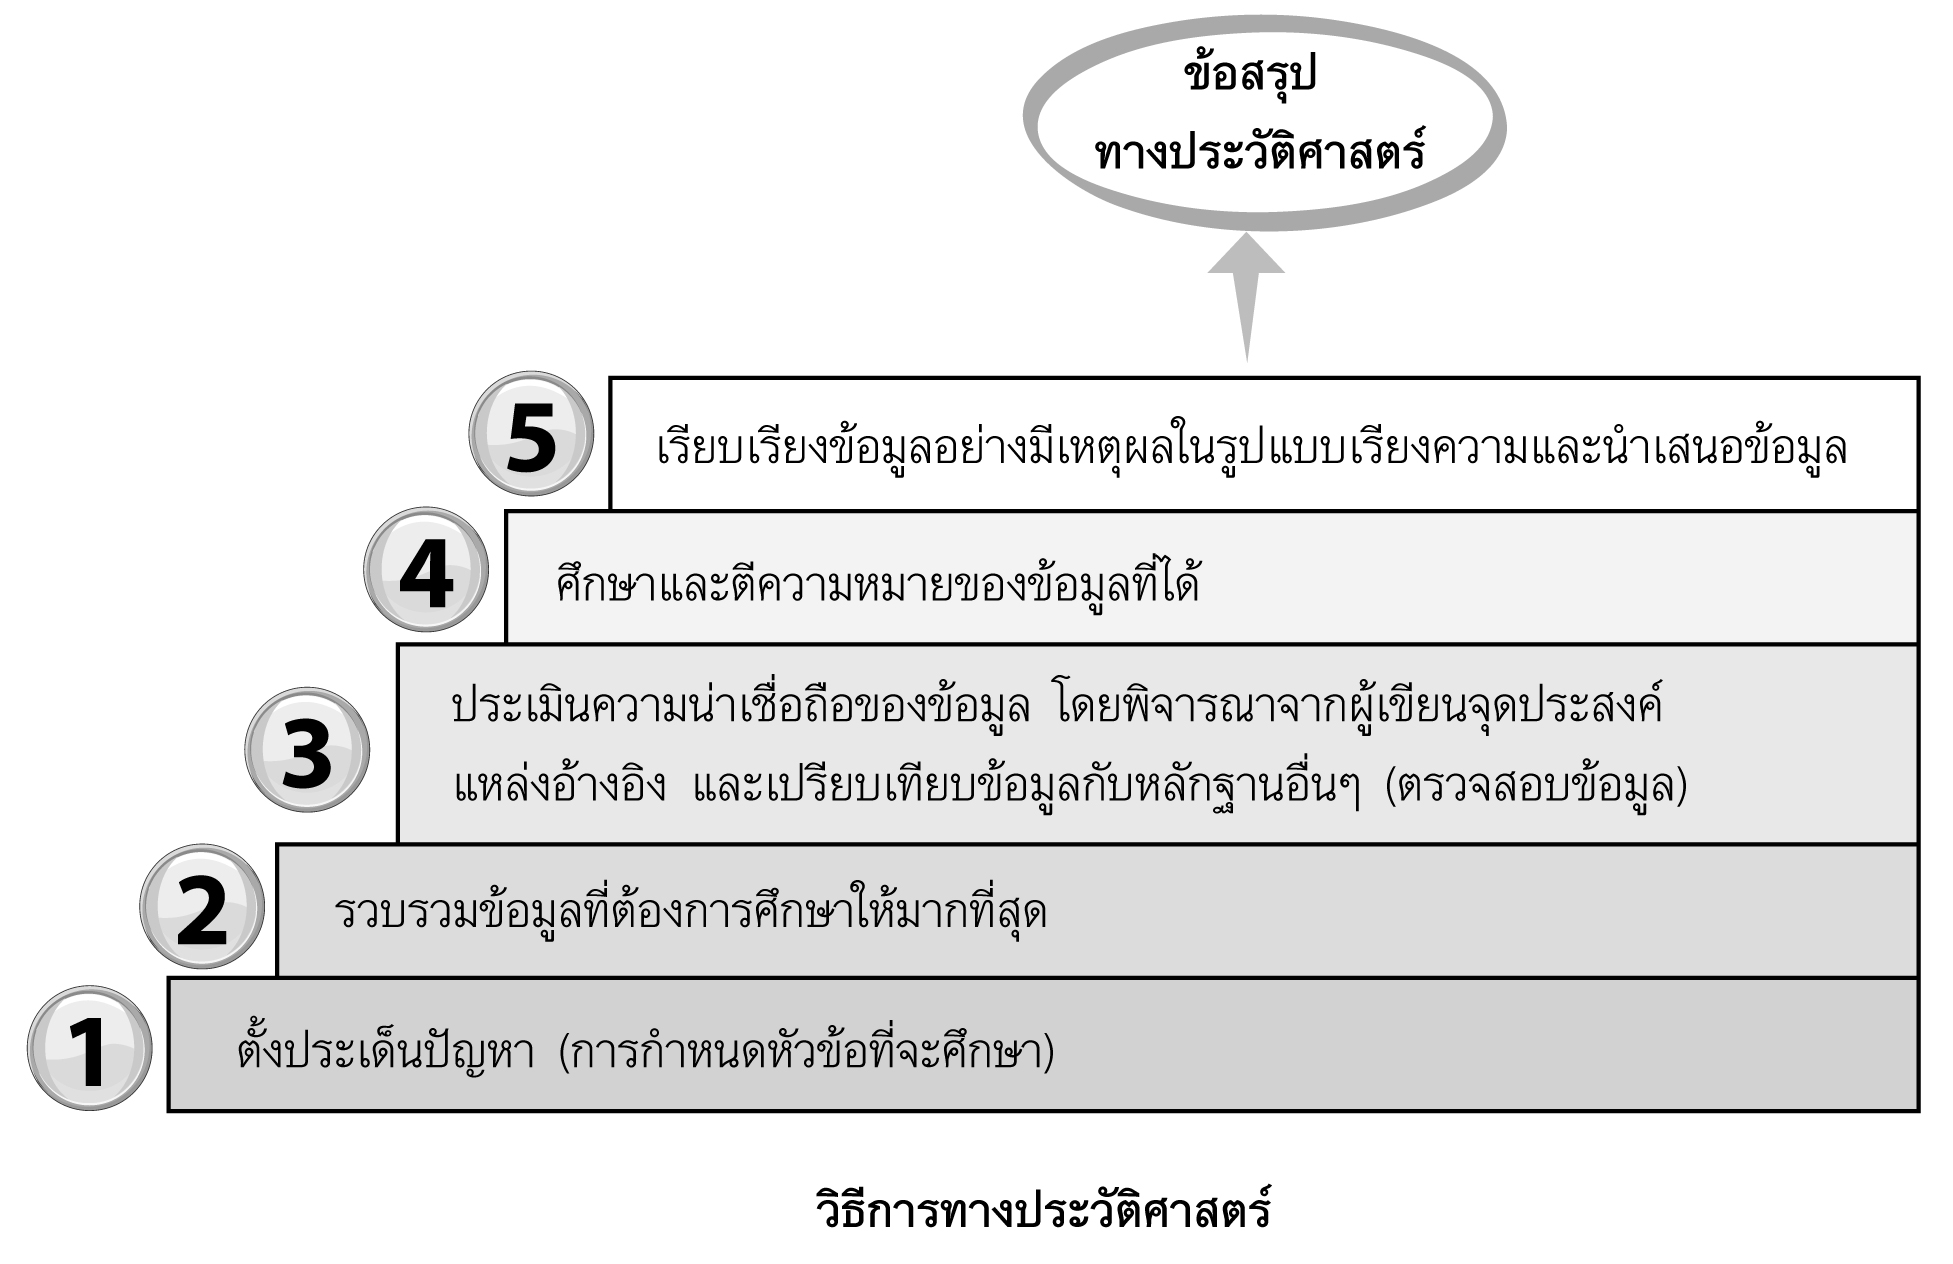 ข้อสรุป
ทางประวัติศาสตร์
5 เรียบเรียงข้อมูลอย่างมีเหตุผลในรูปแบบเรียงความและนำเสนอข้อมูล
4 ศึกษาและตีความหมายของข้อมูลที่ได้
3 ประเมินความน่าเชื่อถือของข้อมูล โดยพิจารณาจากผู้เขียนจุดประสงค์
แหล่งอ้างอิง และเปรียบเทียบข้อมูลกับหลักฐานอื่นๆ (ตรวจสอบข้อมูล)
2 รวบรวมข้อมูลที่ต้องการศึกษาให้มากที่สุด
1 ตั้งประเด็นปัญหา (การกำหนดหัวข้อที่จะศึกษา)
วิธีการทางประวัติศาสตร์